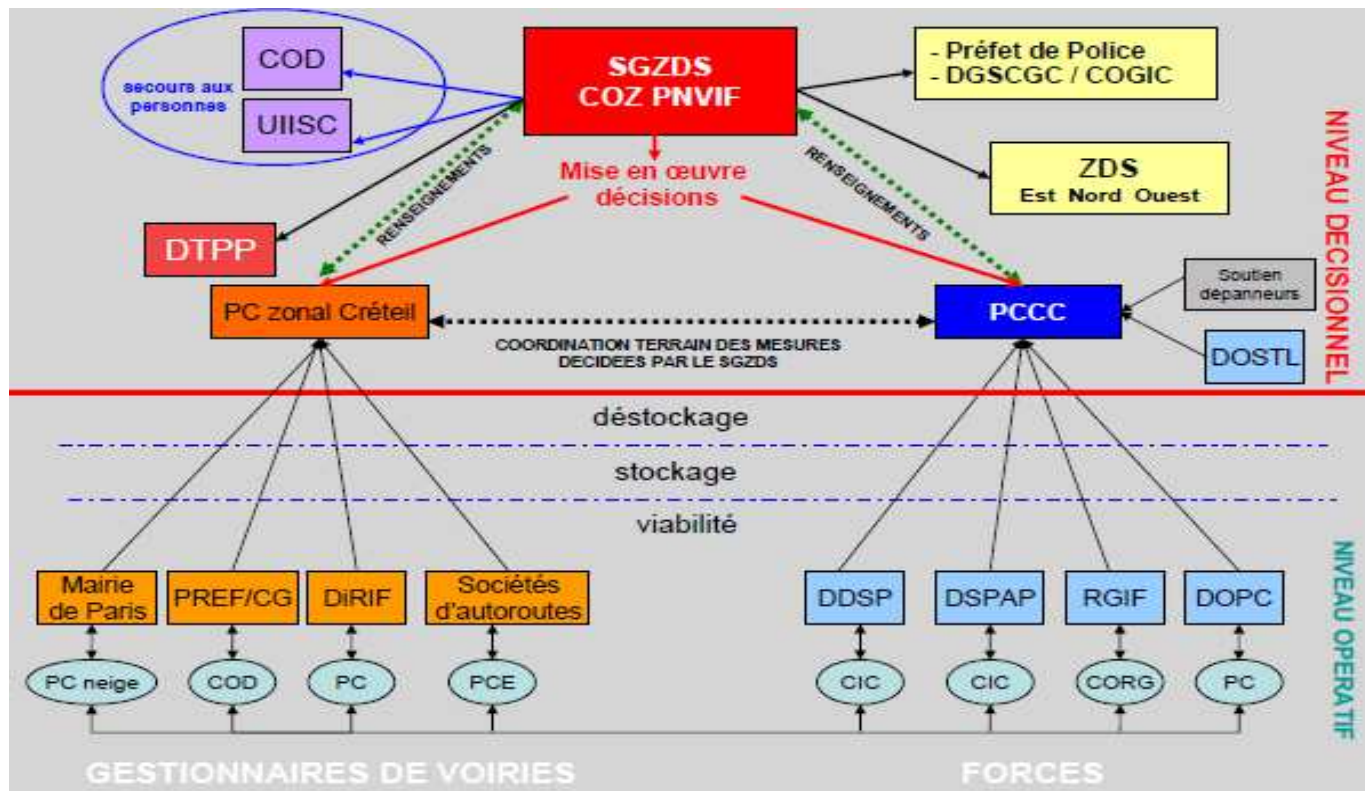 COD
secours aux
personnes
UIISC
SGZDS
COZ PNVIF
- Préfet de Police
- DGSCGC / COGIC
ZDS
Est Nord Ouest
Mise en œuvre
décisions
RENSEIGNEMENTS
RENSEIGNEMENTS
DTPP
PC zonal Créteil
PCCC
Soutien
dépanneurs
DOSTL
COORDINATION TERRAIN DES MESURES
DECIDEES PAR LE SGZDS
NIVEAU DECISIONNEL
déstockage
stockage
viabilité
Mairie
de Paris
PREF/CG
DiRIF
Sociétés
d'autoroutes
DDSP
DSPAP
RGIF
DOPC
PC neige
COD
PC
PCE
CIC
CIC
CORG
PC
NIVEAU OPERATIF
GESTIONNAIRES DE VOIRIES
FORCES